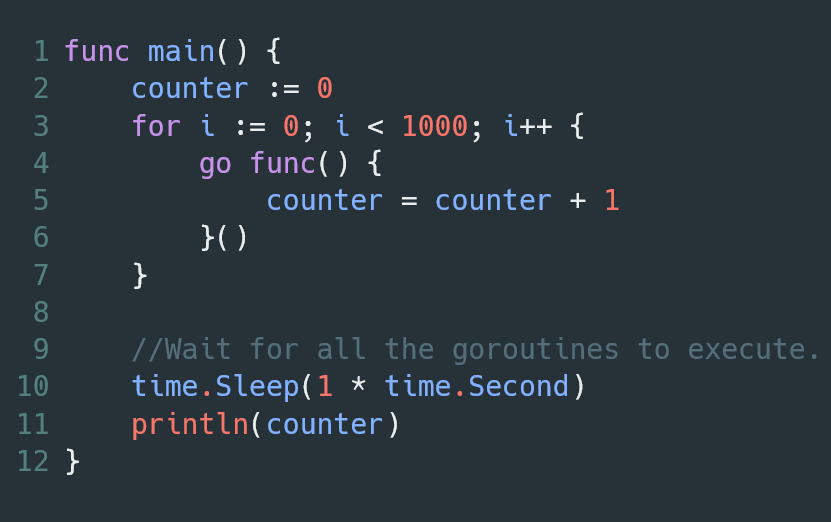 1 func main() {
2     counter := 0
3     for i := 0; i < 1000; i++ {
4         go func() {
5             counter = counter + 1
6         }()
7     }
8
9     //Wait for all the goroutines to execute.
10     time.Sleep(1 * time.Second)
11     println(counter)
12 }